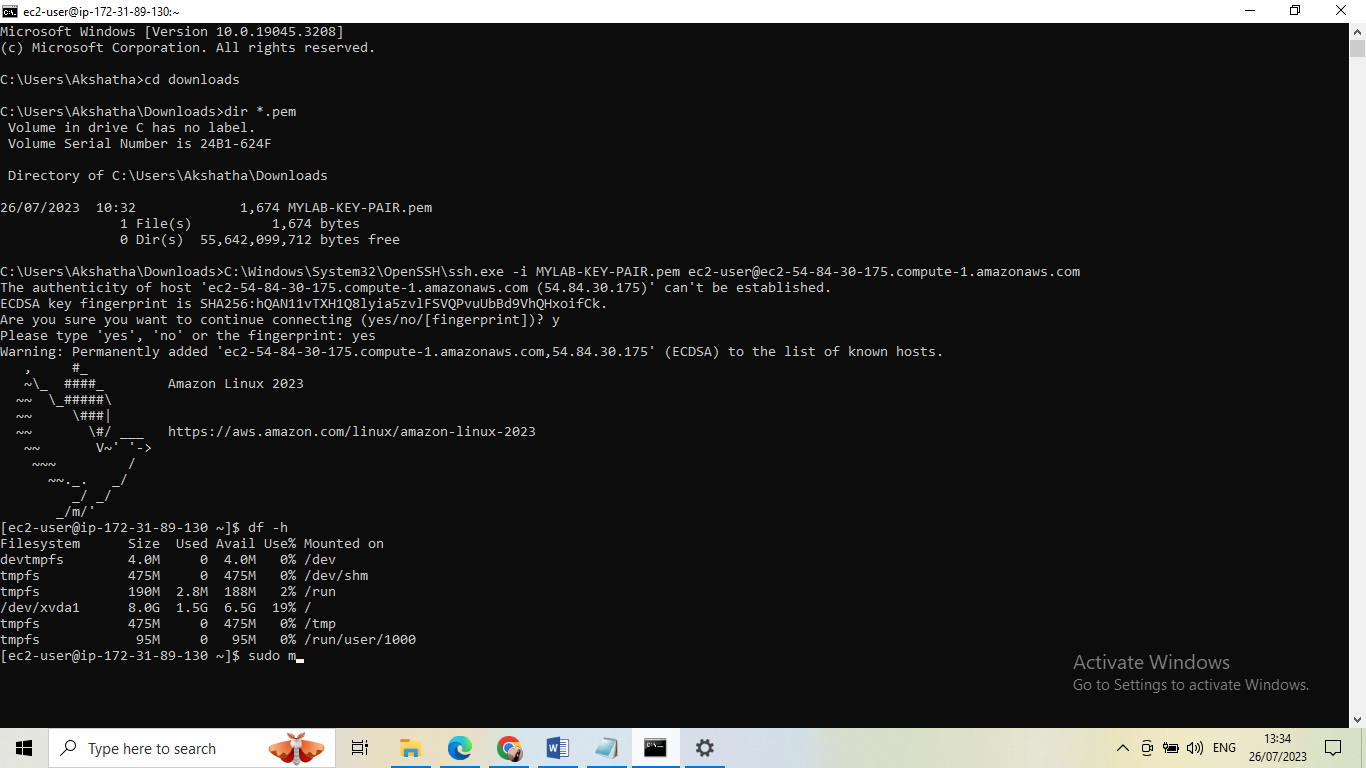 ec2-user@ip-172-31-89-130:~
Microsoft Windows [Version 10.0.19045.3208]
(c) Microsoft Corporation. All rights reserved.
C:\Users\Akshatha>cd downloads
C:\Users\Akshatha\Downloads>dir *.pem
 Volume in drive C has no label.
 Volume Serial Number is 24B1-624F
 Directory of C:\Users\Akshatha\Downloads
26/07/2023  10:32             1,674 MYLAB-KEY-PAIR.pem
               1 File(s)          1,674 bytes
               0 Dir(s)  55,642,099,712 bytes free
C:\Users\Akshatha\Downloads>C:\Windows\System32\OpenSSH\ssh.exe -i MYLAB-KEY-PAIR.pem ec2-user@ec2-54-84-30-175.compute-1.amazonaws.com
The authenticity of host 'ec2-54-84-30-175.compute-1.amazonaws.com (54.84.30.175)' can't be established.
ECDSA key fingerprint is SHA256:hQAN11vTXH1Q8lyia5zvlFSVQPvuUbBd9VhQHxoifCk.
Are you sure you want to continue connecting (yes/no/[fingerprint])? y
Please type 'yes', 'no' or the fingerprint: yes
Warning: Permanently added 'ec2-54-84-30-175.compute-1.amazonaws.com,54.84.30.175' (ECDSA) to the list of known hosts.
   ,     #_
   ~\_  ####_        Amazon Linux 2023
  ~~  \_#####\
  ~~     \###|
  ~~       \#/ ___   https://aws.amazon.com/linux/amazon-linux-2023
   ~~       V~' '->
    ~~~         /
      ~~._.   _/
         _/ _/
       _/m/'
[ec2-user@ip-172-31-89-130 ~]$ df -h
Filesystem      Size  Used Avail Use% Mounted on
devtmpfs        4.0M     0  4.0M   0% /dev
tmpfs           475M     0  475M   0% /dev/shm
tmpfs           190M  2.8M  188M   2% /run
/dev/xvda1      8.0G  1.5G  6.5G  19% /
tmpfs           475M     0  475M   0% /tmp
tmpfs            95M     0   95M   0% /run/user/1000
[ec2-user@ip-172-31-89-130 ~]$ sudo m
Activate Windows
Go to Settings to activate Windows.
Type here to search
ENG
13:34
26/07/2023